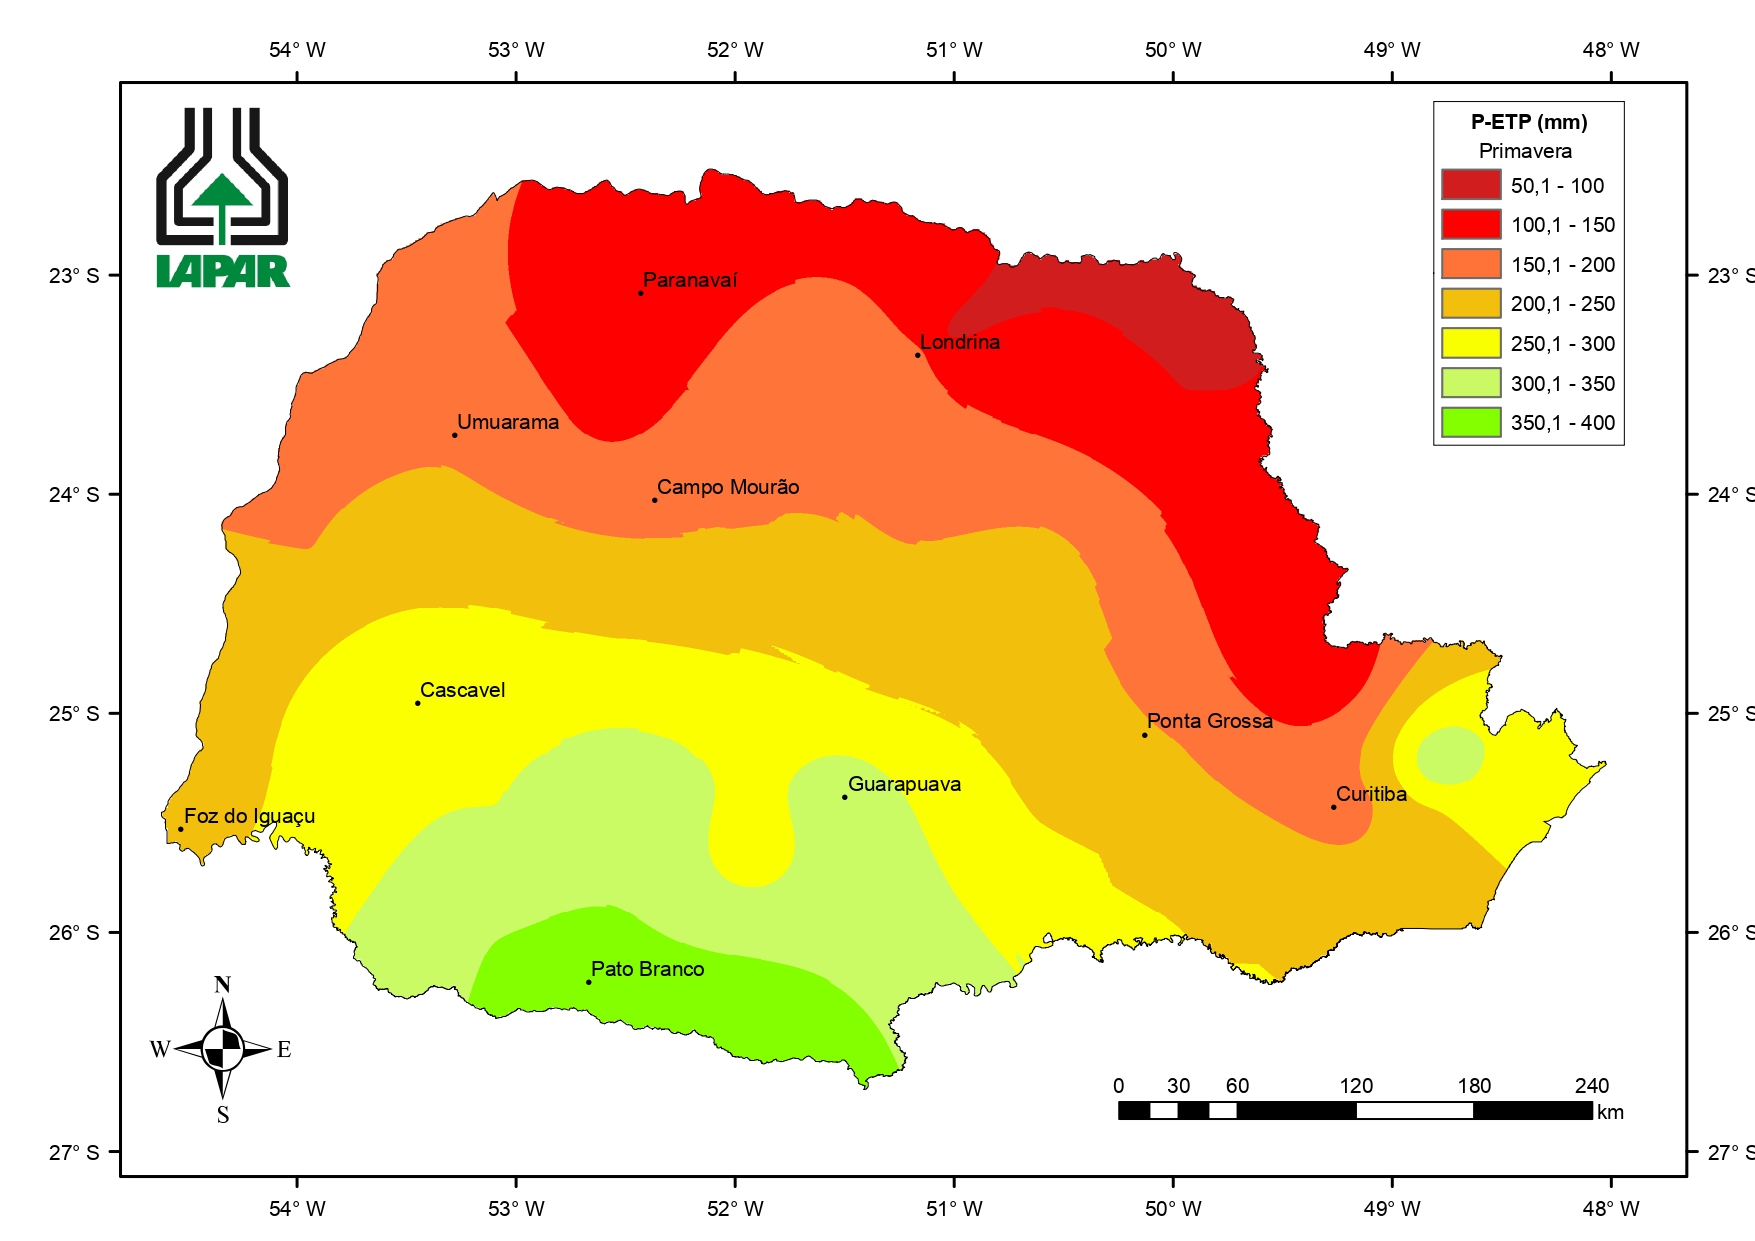 54° W 53° W 52° W 51° W 50° W 49° W 48° W
IAPAR
P-ETP (mm)
Primavera
50,1 - 100
100,1 - 150
150,1 - 200
200,1 - 250
250,1 - 300
300,1 - 350
350,1 - 400
23° S 23° S
Paranavaí
Londrina
Umuarama
Campo Mourão
24° S 24° S
Cascavel
25° S 25° S
Ponta Grossa
Guarapuava
Curitiba
Foz do Iguaçu
26° S 26° S
Pato Branco
N
W E
S
0 30 60 120 180 240
km
27° S 27° S
54° W 53° W 52° W 51° W 50° W 49° W 48° W